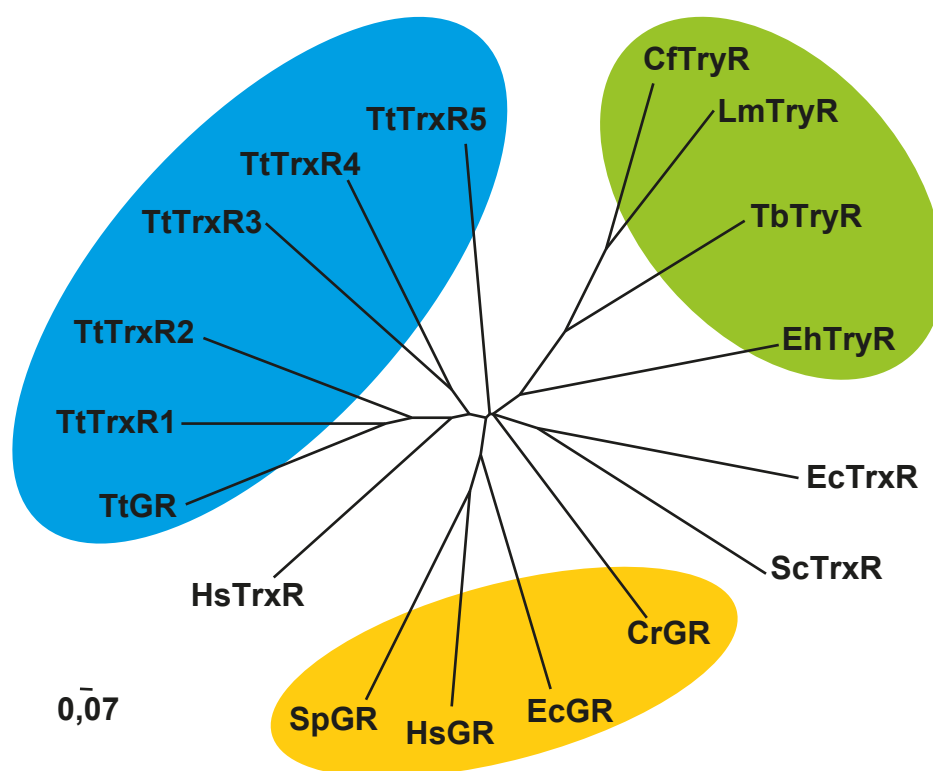 CfTryR
LmTryR
TtTrxR5
TtTrxR4
TtTrxR3
TbTryR
TtTrxR2
EhTryR
TtTrxR1
EcTrxR
TtGR
ScTrxR
HsTrxR
CrGR
0,07
SpGR
HsGR
EcGR